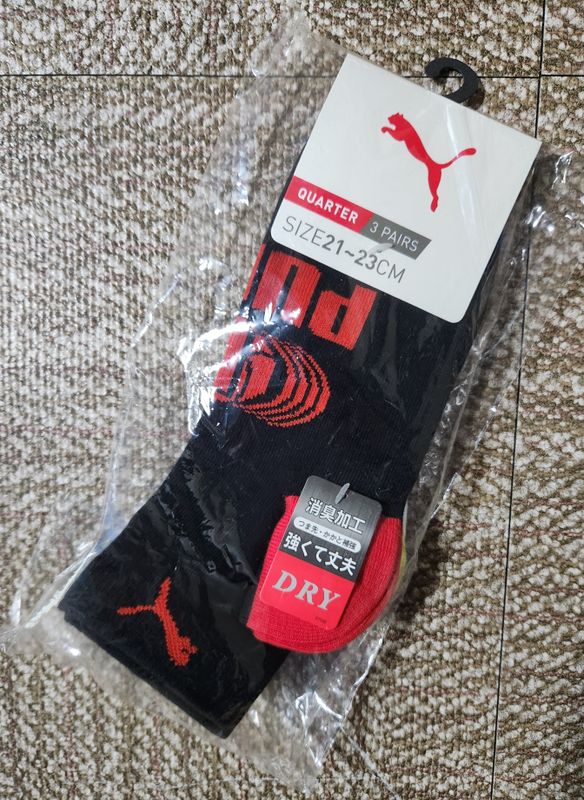 QUARTER 3 PAIRS
SIZE21~23CM
消臭加工
つま先・かかと補強
強くて丈夫
DRY